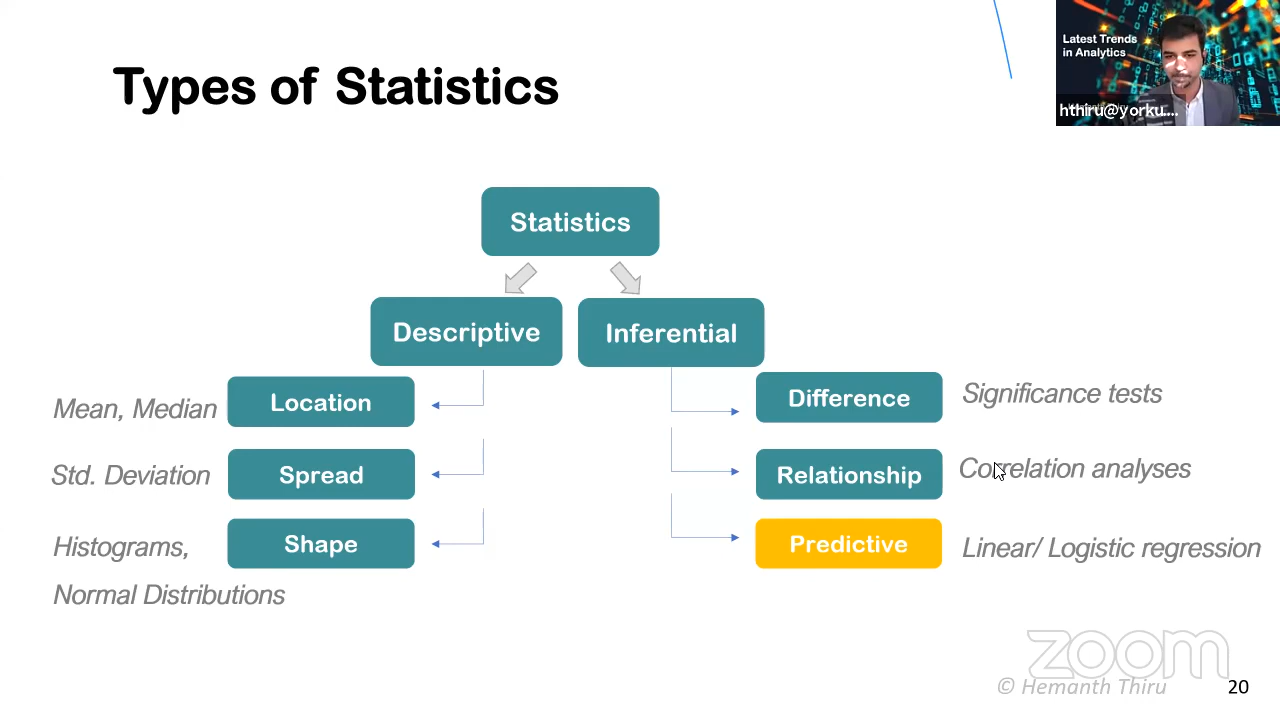 Types of Statistics
Latest Trends
in Analytics
hthiru@yorku....
Statistics
Descriptive
Inferential
Mean, Median
Location
Difference
Significance tests
Std. Deviation
Spread
Relationship
Correlation analyses
Histograms,
Shape
Predictive
Linear/ Logistic regression
Normal Distributions
zoom
© Hemanth Thiru
20